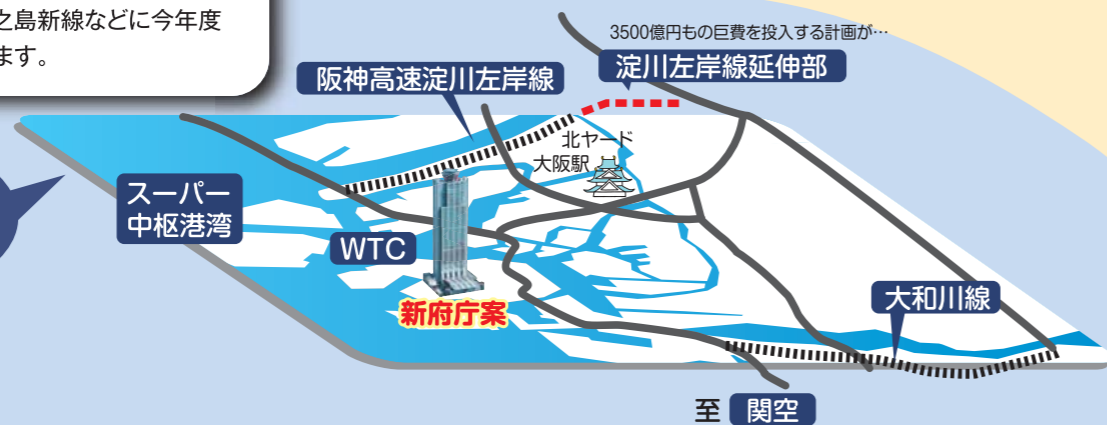 之島新線などに今年度
ます。
3500億円もの巨費を投入する計画が…
淀川左岸線延伸部
阪神高速淀川左岸線
北ヤード
大阪駅
スーパー
中枢港湾
WTC
新府庁案
大和川線
至 関空